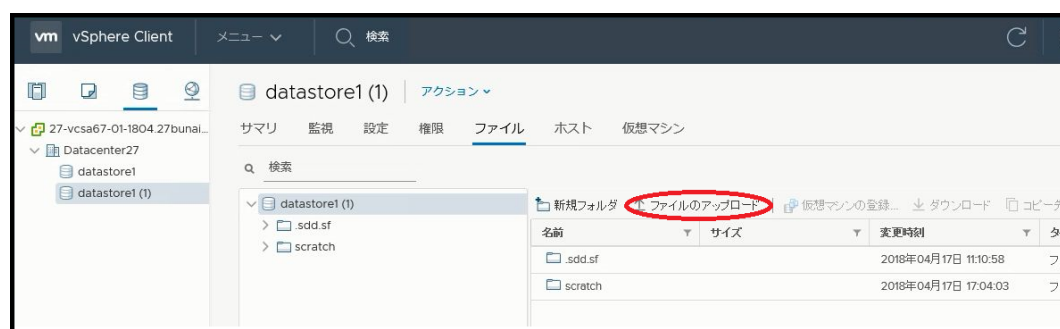 vm vSphere Client メニュー 検索
27-vcsa67-01-1804.27bunai...
Datacenter27
datastore1
datastore1 (1)
datastore1 (1) アクション
サマリ 監視 設定 権限 ファイル ホスト 仮想マシン
検索
datastore1 (1)
.sdd.sf
scratch
新規フォルダ ファイルのアップロード 仮想マシンの登録... ダウンロード コピー
名前 サイズ 変更時刻
.sdd.sf 2018年04月17日 11:10:58
scratch 2018年04月17日 17:04:03